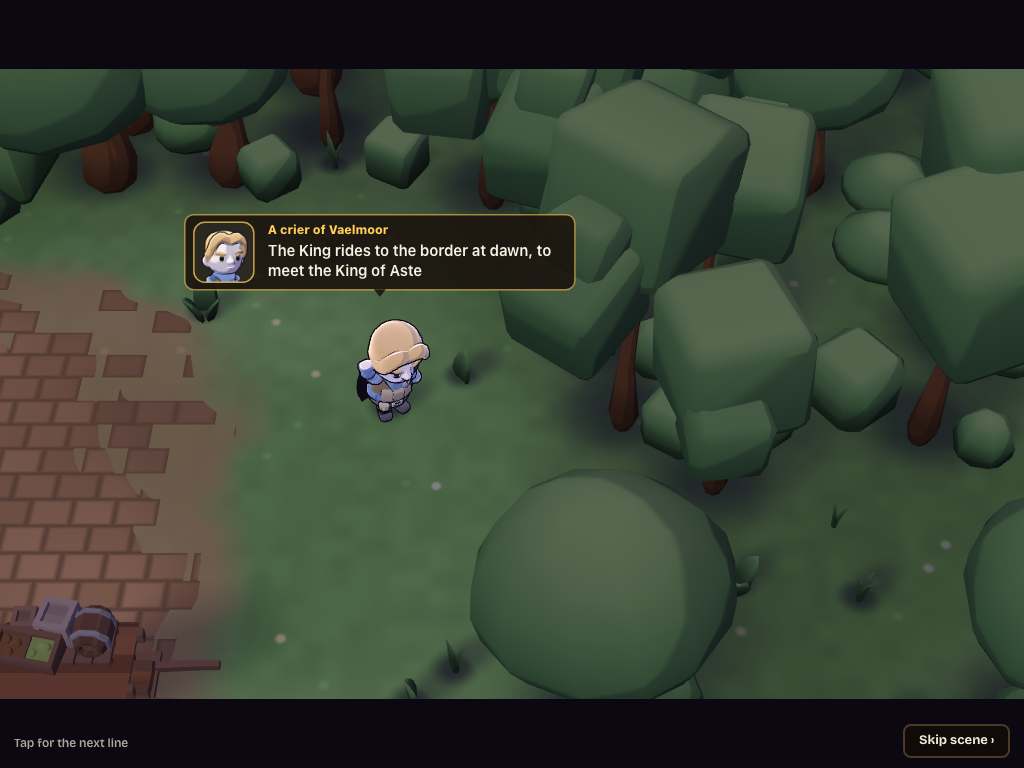 A crier of Vaelmoor
The King rides to the border at dawn, to
meet the King of Aste
Tap for the next line
Skip scene ›